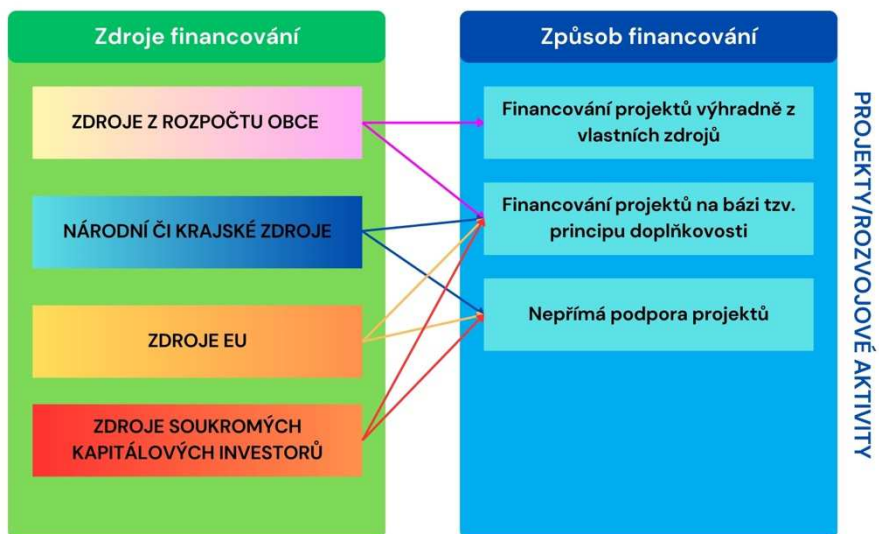 Zdroje financování
ZDROJE Z ROZPOČTU OBCE
NÁRODNÍ ČI KRAJSKÉ ZDROJE
ZDROJE EU
ZDROJE SOUKROMÝCH
KAPITÁLOVÝCH INVESTORŮ
Způsob financování
Financování projektů výhradně z
vlastních zdrojů
Financování projektů na bázi tzv.
principu doplňkovosti
Nepřímá podpora projektů
PROJEKTY/ROZVOJOVÉ AKTIVITY